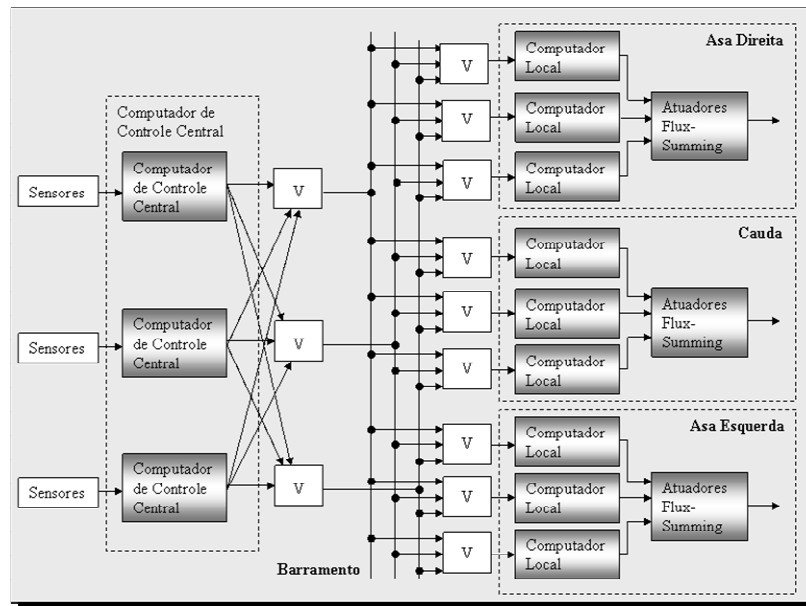 Computador de
Controle Central
Sensores
Computador
de Controle
Central
V
Sensores
Computador
de Controle
Central
V
Sensores
Computador
de Controle
Central
V
Barramento
Asa Direita
V
Computador
Local
V
Computador
Local
V
Computador
Local
Atuadores
Flux-
Summing
Cauda
V
Computador
Local
V
Computador
Local
V
Computador
Local
Atuadores
Flux-
Summing
Asa Esquerda
V
Computador
Local
V
Computador
Local
V
Computador
Local
Atuadores
Flux-
Summing